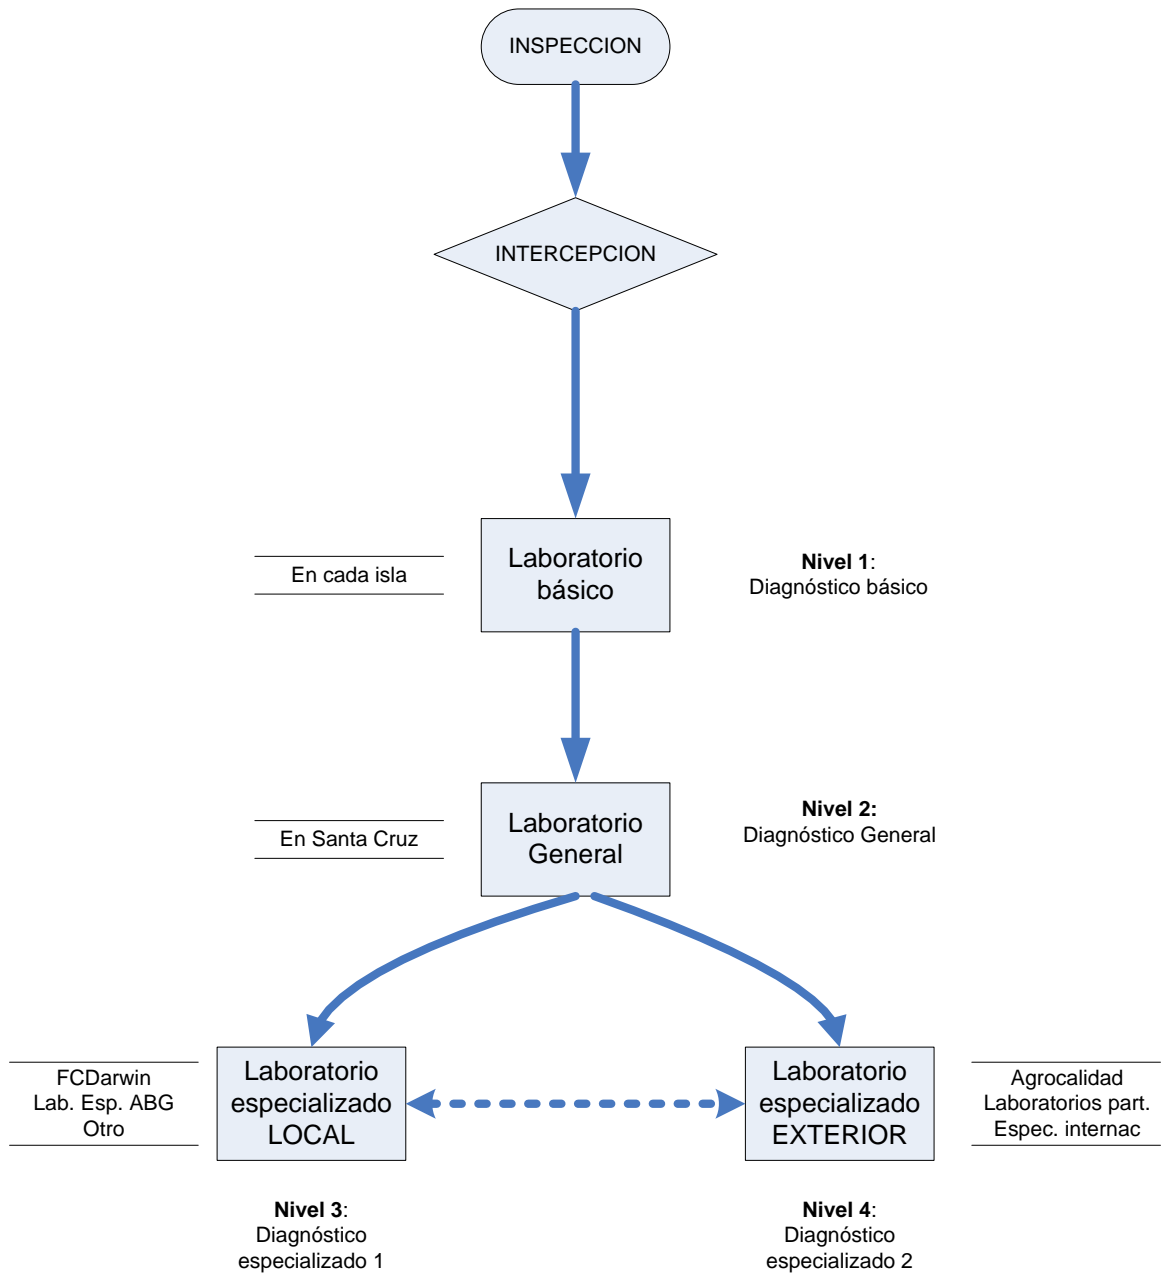 INSPECCION
INTERCEPCION
En cada isla
Laboratorio
básico
Nivel 1:
Diagnóstico básico
En Santa Cruz
Laboratorio
General
Nivel 2:
Diagnóstico General
FCDarwin
Lab. Esp. ABG
Otro
Laboratorio
especializado
LOCAL
Laboratorio
especializado
EXTERIOR
Agrocalidad
Laboratorios part.
Espec. internac
Nivel 3:
Diagnóstico
especializado 1
Nivel 4:
Diagnóstico
especializado 2